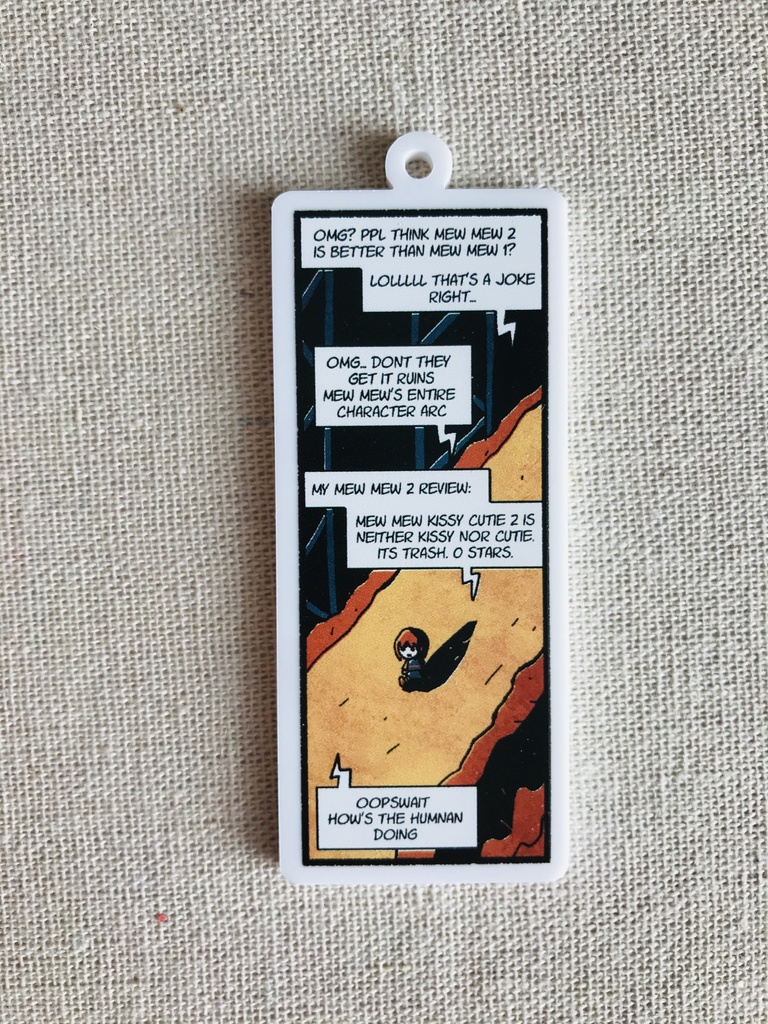 OMG? PPL THINK MEW MEW 2
IS BETTER THAN MEW MEW 1?
LOLLLLL THAT'S A JOKE
RIGHT...
OMG... DONT THEY
GET IT RUINS
MEW MEW'S ENTIRE
CHARACTER ARC
MY MEW MEW 2 REVIEW:
MEW MEW KISSY CUTIE 2 IS
NEITHER KISSY NOR CUTIE.
ITS TRASH. 0 STARS.
OOPSWAIT
HOW'S THE HUMNAN
DOING